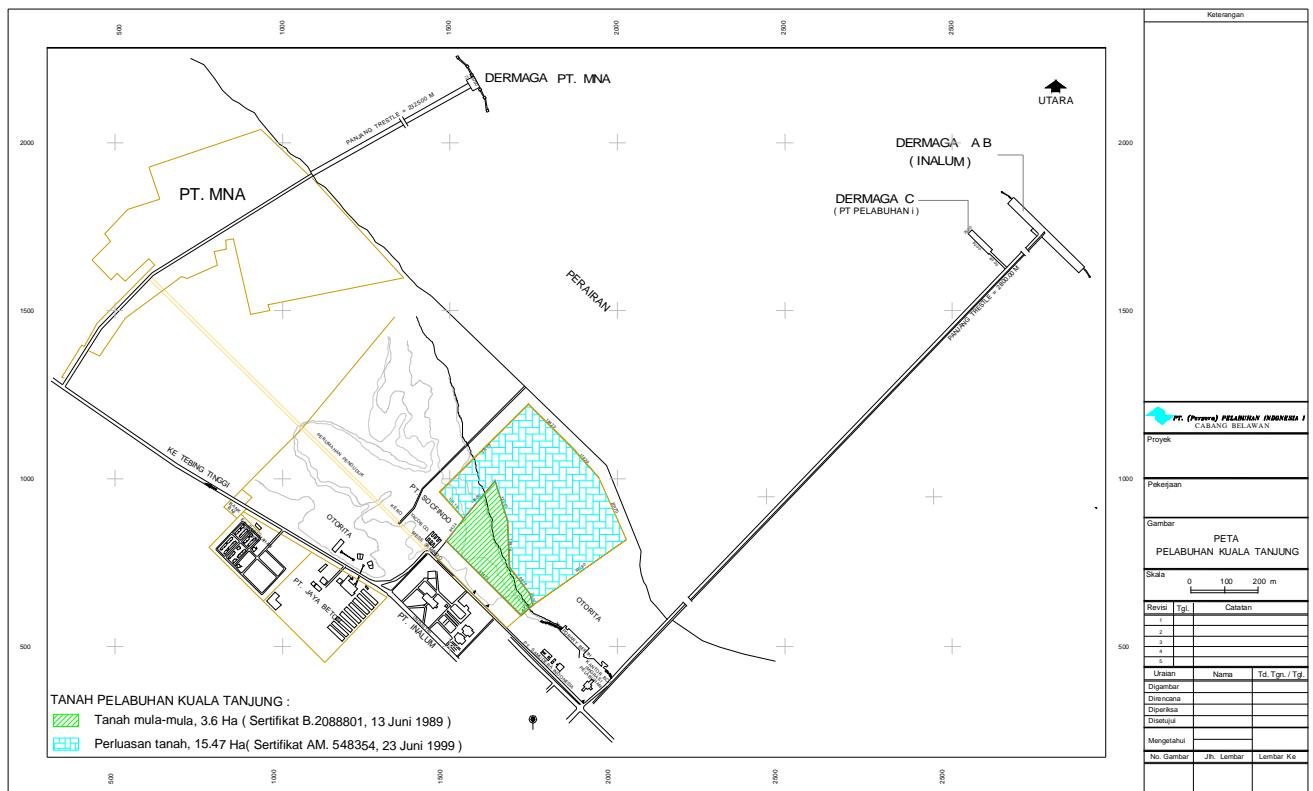 500
1000
1500
2000
2500
2500
DERMAGA PT. MNA
PANJANG TRESTLE = 2325.00 M
UTARA
2000
2000
DERMAGA A B
( INALUM )
PT. MNA
DERMAGA C
( PT PELABUHAN i )
PERAIRAN
PANJANG TRESTLE = 2800.00 M
1500
1500
KE TEBING TINGGI
PERUMAHAN PENDUDUK
PT. SOCFINDO
1000
1000
OTORITA
PT. JAYA BETON
PT. INALUM
OTORITA
500
500
TANAH PELABUHAN KUALA TANJUNG :
Tanah mula-mula, 3.6 Ha ( Sertifikat B.2088801, 13 Juni 1989 )
Perluasan tanah, 15.47 Ha( Sertifikat AM. 548354, 23 Juni 1999 )
500
1000
1500
2000
2500
2500
Keterangan
PT. (Persero) PELABUHAN INDONESIA I
CABANG BELAWAN
Proyek
Pekerjaan
Gambar
PETA
PELABUHAN KUALA TANJUNG
Skala
0 100 200 m
Revisi Tgl. Catatan
1
2
3
4
5
Uraian Nama Td. Tgn. / Tgl.
Digambar
Direncana
Diperiksa
Disetujui
Mengetahui
No. Gambar Jlh. Lembar Lembar Ke